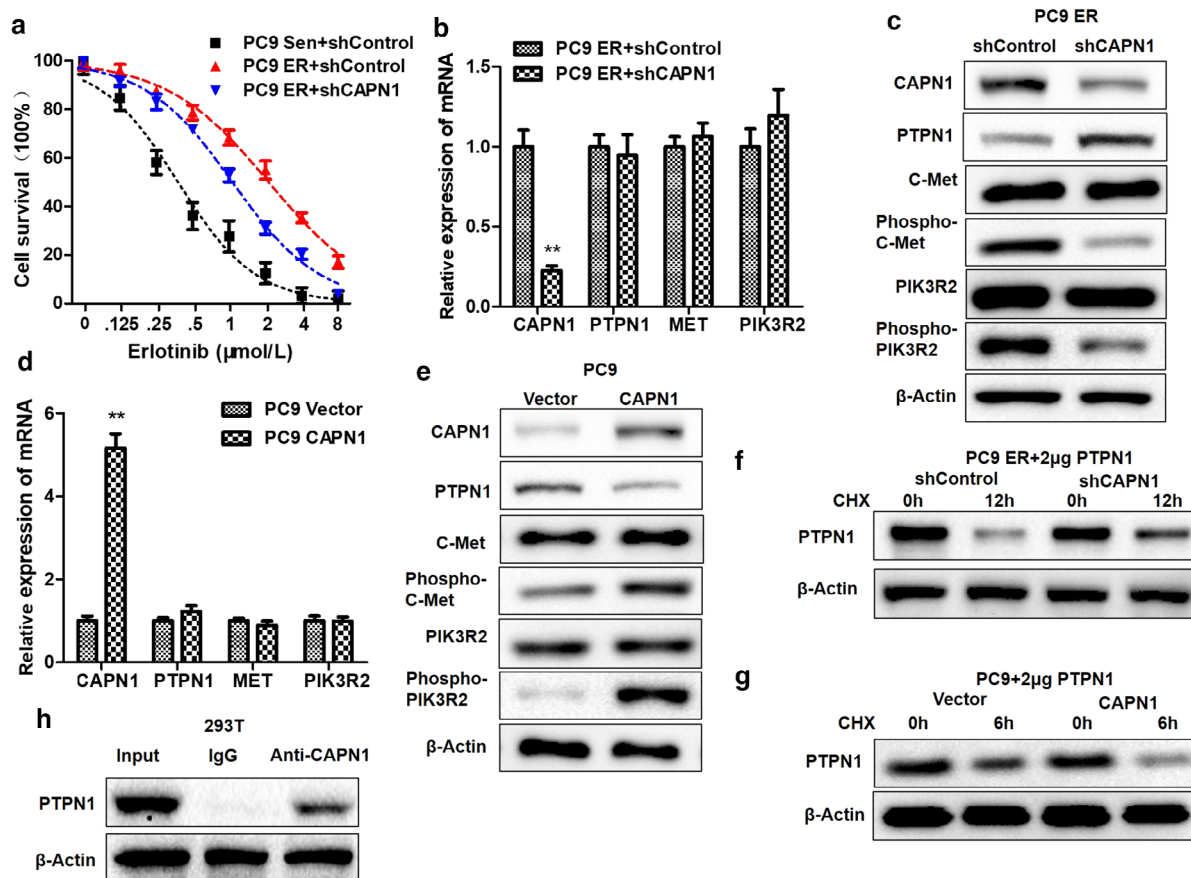 a
PC9 Sen+shControl
PC9 ER+shControl
PC9 ER+shCAPN1
Cell survival （100%）
100
80
60
40
20
0
0 .125 .25 .5 1 2 4 8
Erlotinib (μmol/L)
b
PC9 ER+shControl
PC9 ER+shCAPN1
Relative expression of mRNA
1.5
1.0
0.5
0.0
**
CAPN1 PTPN1 MET PIK3R2
c
PC9 ER
shControl shCAPN1
CAPN1
PTPN1
C-Met
Phospho-
C-Met
PIK3R2
Phospho-
PIK3R2
β-Actin
d
PC9 Vector
PC9 CAPN1
Relative expression of mRNA
6
4
2
0
**
CAPN1 PTPN1 MET PIK3R2
e
PC9
Vector CAPN1
CAPN1
PTPN1
C-Met
Phospho-
C-Met
PIK3R2
Phospho-
PIK3R2
β-Actin
f
PC9 ER+2μg PTPN1
shControl shCAPN1
CHX 0h 12h 0h 12h
PTPN1
β-Actin
g
PC9+2μg PTPN1
Vector CAPN1
CHX 0h 6h 0h 6h
PTPN1
β-Actin
h
293T
Input IgG Anti-CAPN1
PTPN1
β-Actin